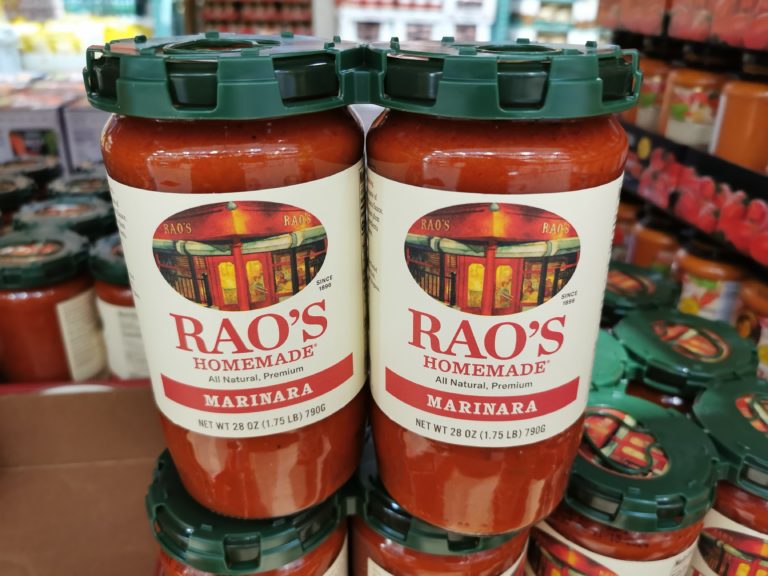 RAO'S RAO'S
SINCE
1896
RAO'S
HOMEMADE®
All Natural, Premium
MARINARA
NET WT 28 OZ (1.75 LB) 790G
RAO'S RAO'S
SINCE
1896
RAO'S
HOMEMADE®
All Natural, Premium
MARINARA
NET WT 28 OZ (1.75 LB) 790G